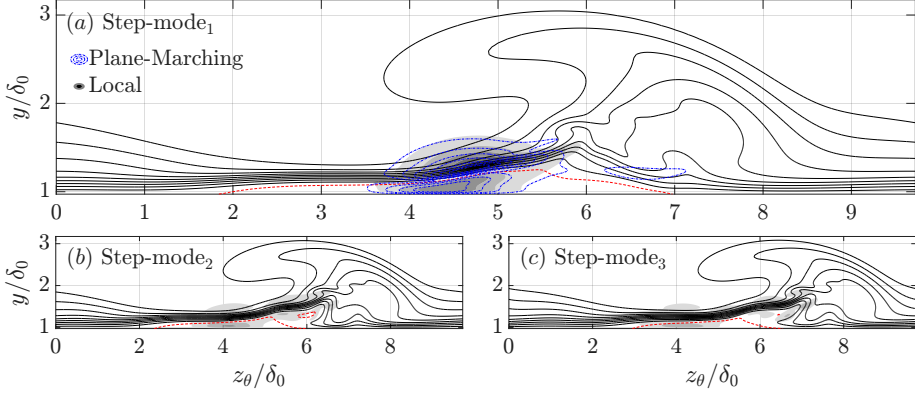 (a) Step-mode₁
Plane-Marching
Local
y/δ₀
3
2
1
0 1 2 3 4 5 6 7 8 9
(b) Step-mode₂
y/δ₀
3
2
1
0 2 4 6 8
z_θ/δ₀
(c) Step-mode₃
3
2
1
0 2 4 6 8
z_θ/δ₀